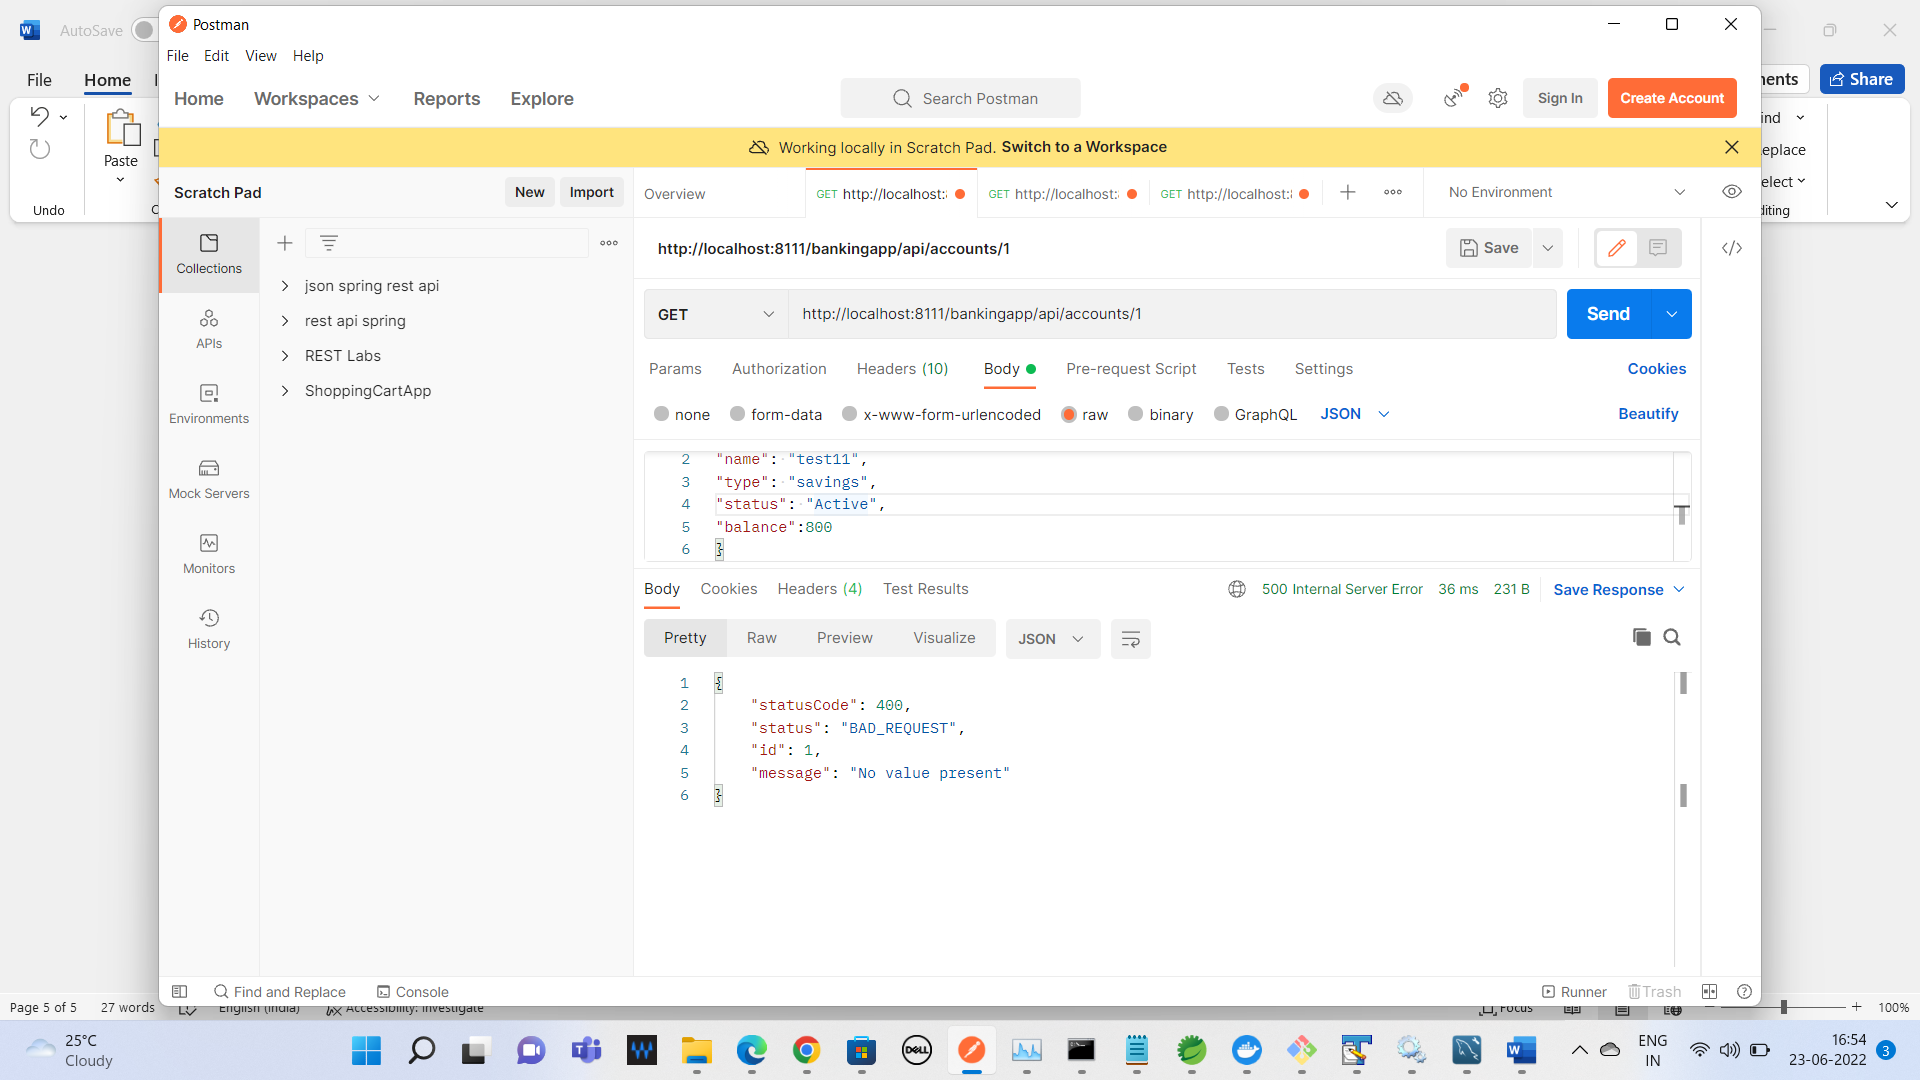 AutoSave
File
Home
Paste
Undo
Share
Postman
File Edit View Help
Home Workspaces Reports Explore
Search Postman
Sign In
Create Account
Working locally in Scratch Pad. Switch to a Workspace
Scratch Pad
New
Import
Overview
GET http://localhost:
GET http://localhost:
GET http://localhost:
No Environment
Collections
APIs
Environments
Mock Servers
Monitors
History
json spring rest api
rest api spring
REST Labs
ShoppingCartApp
http://localhost:8111/bankingapp/api/accounts/1
Save
GET
http://localhost:8111/bankingapp/api/accounts/1
Send
Params Authorization Headers (10) Body Pre-request Script Tests Settings
Cookies
none form-data x-www-form-urlencoded raw binary GraphQL JSON
Beautify
2 "name": "test11",
3 "type": "savings",
4 "status": "Active",
5 "balance":800
6 }
Body Cookies Headers (4) Test Results
500 Internal Server Error 36 ms 231 B
Save Response
Pretty Raw Preview Visualize JSON
1 {
2 "statusCode": 400,
3 "status": "BAD_REQUEST",
4 "id": 1,
5 "message": "No value present"
6 }
Find and Replace Console
Runner Trash
Page 5 of 5 27 words English (India) Accessibility: Investigate
Focus
100%
25°C
Cloudy
DELL
ENG
IN
16:54
23-06-2022
3